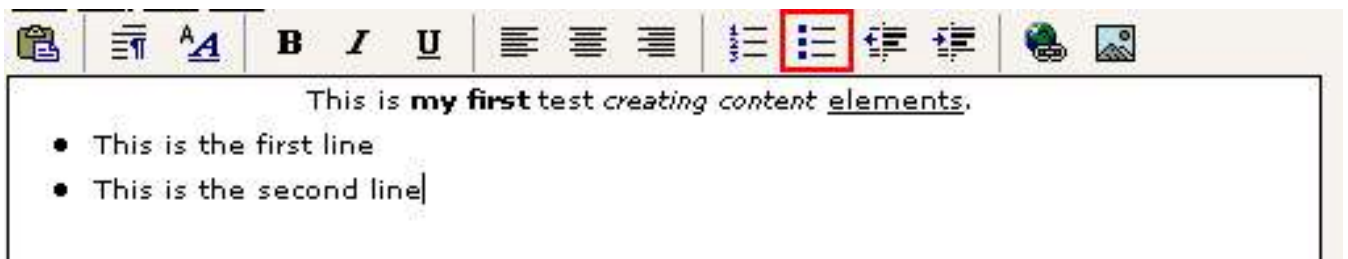 B I U
This is my first test creating content elements.
• This is the first line
• This is the second line